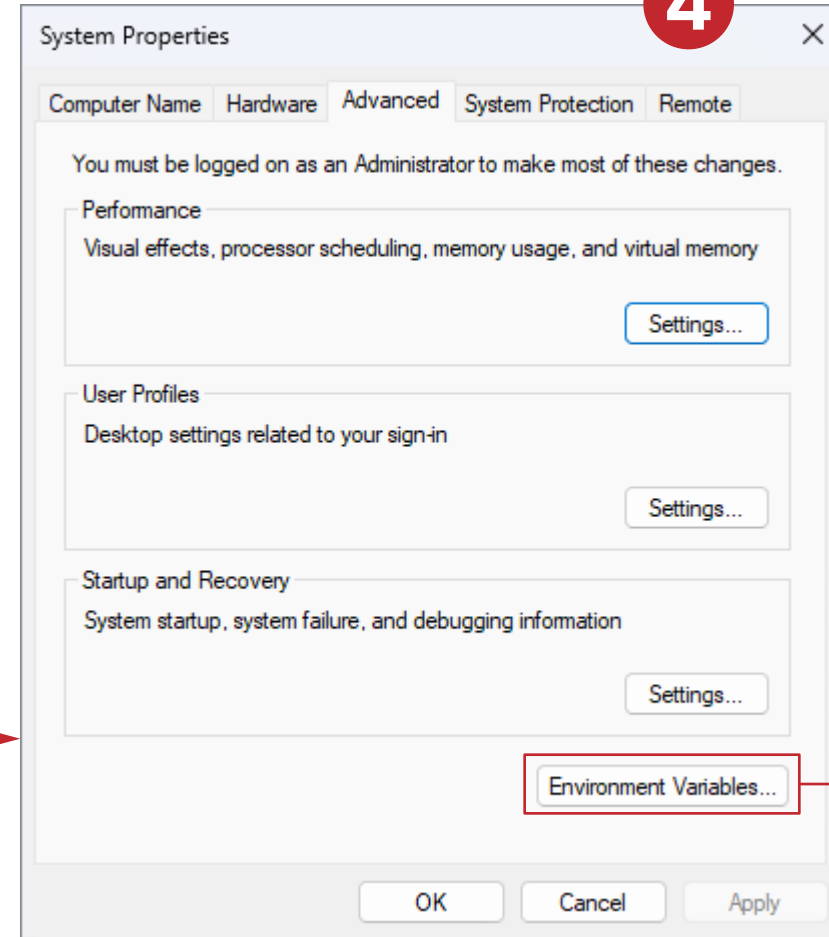 4
System Properties
Computer Name Hardware Advanced System Protection Remote
You must be logged on as an Administrator to make most of these changes.
Performance
Visual effects, processor scheduling, memory usage, and virtual memory
Settings...
User Profiles
Desktop settings related to your sign-in
Settings...
Startup and Recovery
System startup, system failure, and debugging information
Settings...
Environment Variables...
OK Cancel Apply